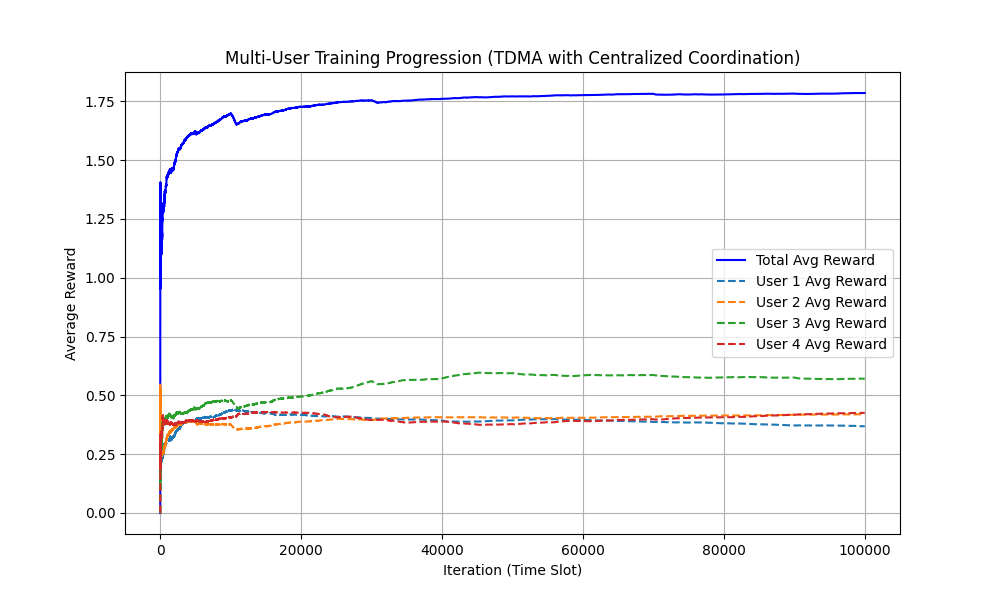 Multi-User Training Progression (TDMA with Centralized Coordination)
Average Reward
1.75
1.50
1.25
1.00
0.75
0.50
0.25
0.00
Total Avg Reward
User 1 Avg Reward
User 2 Avg Reward
User 3 Avg Reward
User 4 Avg Reward
0 20000 40000 60000 80000 100000
Iteration (Time Slot)